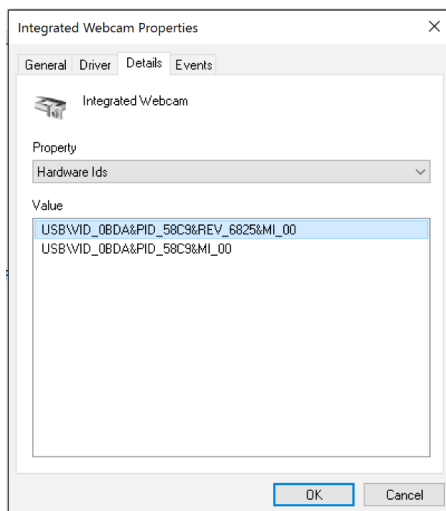 Integrated Webcam Properties
General Driver Details Events
Integrated Webcam
Property
Hardware Ids
Value
USB\VID_0BDA&PID_58C9&REV_6825&MI_00
USB\VID_0BDA&PID_58C9&MI_00
OK Cancel